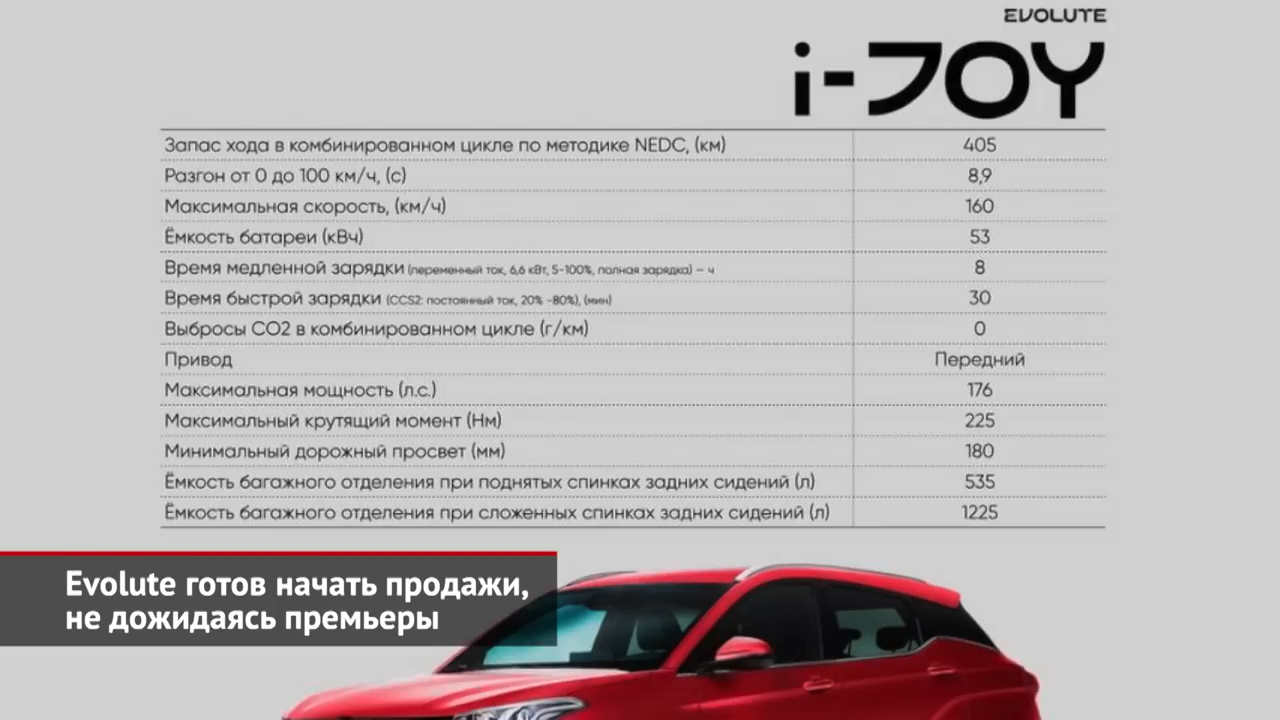 EVOLUTE
i-JOY
Запас хода в комбинированном цикле по методике NEDC, (км) 405
Разгон от 0 до 100 км/ч, (с) 8,9
Максимальная скорость, (км/ч) 160
Ёмкость батареи (кВч) 53
Время медленной зарядки (переменный ток, 6,6 кВт, 5-100%, полная зарядка) – ч 8
Время быстрой зарядки (CCS2: постоянный ток, 20% -80%), (мин) 30
Выбросы CO2 в комбинированном цикле (г/км) 0
Привод Передний
Максимальная мощность (л.с.) 176
Максимальный крутящий момент (Нм) 225
Минимальный дорожный просвет (мм) 180
Ёмкость багажного отделения при поднятых спинках задних сидений (л) 535
Ёмкость багажного отделения при сложенных спинках задних сидений (л) 1225
Evolute готов начать продажи,
не дожидаясь премьеры